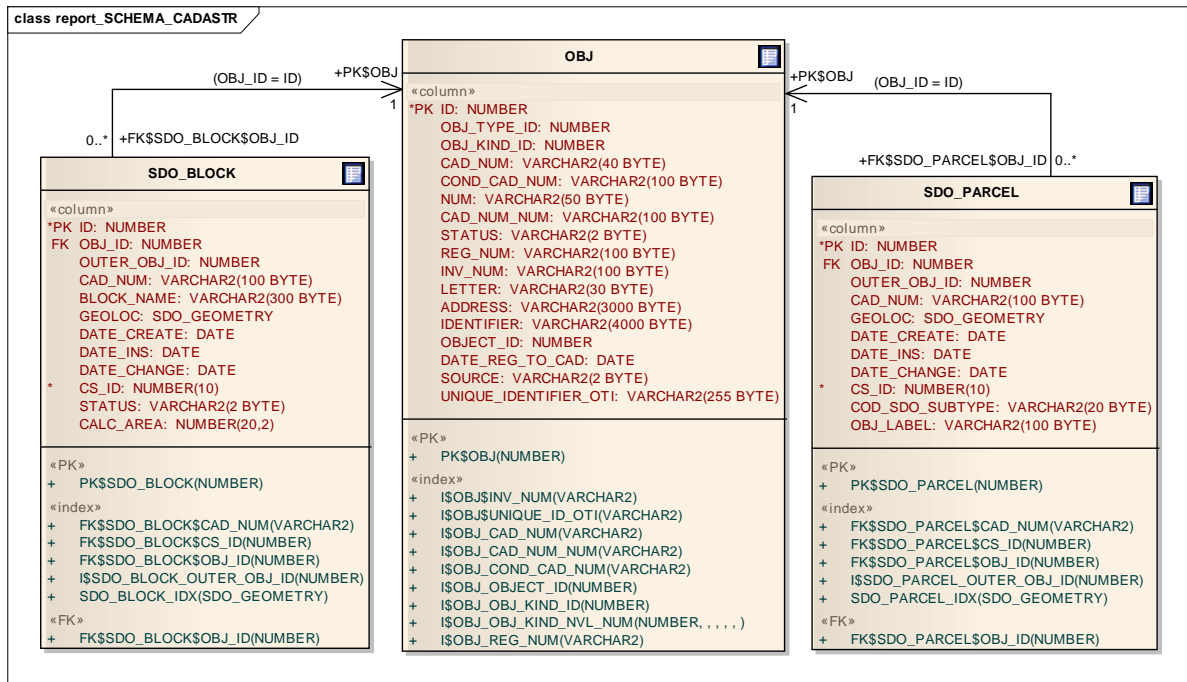 class report_SCHEMA_CADASTR
(OBJ_ID = ID)
+PK$OBJ
1
0..*
+FK$SDO_BLOCK$OBJ_ID
+PK$OBJ
(OBJ_ID = ID)
1
+FK$SDO_PARCEL$OBJ_ID
0..*
SDO_BLOCK
«column»
*PK ID: NUMBER
FK OBJ_ID: NUMBER
OUTER_OBJ_ID: NUMBER
CAD_NUM: VARCHAR2(100 BYTE)
BLOCK_NAME: VARCHAR2(300 BYTE)
GEOLOC: SDO_GEOMETRY
DATE_CREATE: DATE
DATE_INS: DATE
DATE_CHANGE: DATE
* CS_ID: NUMBER(10)
STATUS: VARCHAR2(2 BYTE)
CALC_AREA: NUMBER(20,2)
«PK»
+ PK$SDO_BLOCK(NUMBER)
«index»
+ FK$SDO_BLOCK$CAD_NUM(VARCHAR2)
+ FK$SDO_BLOCK$CS_ID(NUMBER)
+ FK$SDO_BLOCK$OBJ_ID(NUMBER)
+ I$SDO_BLOCK_OUTER_OBJ_ID(NUMBER)
+ SDO_BLOCK_IDX(SDO_GEOMETRY)
«FK»
+ FK$SDO_BLOCK$OBJ_ID(NUMBER)
OBJ
«column»
*PK ID: NUMBER
OBJ_TYPE_ID: NUMBER
OBJ_KIND_ID: NUMBER
CAD_NUM: VARCHAR2(40 BYTE)
COND_CAD_NUM: VARCHAR2(100 BYTE)
NUM: VARCHAR2(50 BYTE)
CAD_NUM_NUM: VARCHAR2(100 BYTE)
STATUS: VARCHAR2(2 BYTE)
REG_NUM: VARCHAR2(100 BYTE)
INV_NUM: VARCHAR2(100 BYTE)
LETTER: VARCHAR2(30 BYTE)
ADDRESS: VARCHAR2(3000 BYTE)
IDENTIFIER: VARCHAR2(4000 BYTE)
OBJECT_ID: NUMBER
DATE_REG_TO_CAD: DATE
SOURCE: VARCHAR2(2 BYTE)
UNIQUE_IDENTIFIER_OTI: VARCHAR2(255 BYTE)
«PK»
+ PK$OBJ(NUMBER)
«index»
+ I$OBJ$INV_NUM(VARCHAR2)
+ I$OBJ$UNIQUE_ID_OTI(VARCHAR2)
+ I$OBJ_CAD_NUM(VARCHAR2)
+ I$OBJ_CAD_NUM_NUM(VARCHAR2)
+ I$OBJ_COND_CAD_NUM(VARCHAR2)
+ I$OBJ_OBJECT_ID(NUMBER)
+ I$OBJ_OBJ_KIND_ID(NUMBER)
+ I$OBJ_OBJ_KIND_NVL_NUM(NUMBER, , , , , )
+ I$OBJ_REG_NUM(VARCHAR2)
SDO_PARCEL
«column»
*PK ID: NUMBER
FK OBJ_ID: NUMBER
OUTER_OBJ_ID: NUMBER
CAD_NUM: VARCHAR2(100 BYTE)
GEOLOC: SDO_GEOMETRY
DATE_CREATE: DATE
DATE_INS: DATE
DATE_CHANGE: DATE
* CS_ID: NUMBER(10)
COD_SDO_SUBTYPE: VARCHAR2(20 BYTE)
OBJ_LABEL: VARCHAR2(100 BYTE)
«PK»
+ PK$SDO_PARCEL(NUMBER)
«index»
+ FK$SDO_PARCEL$CAD_NUM(VARCHAR2)
+ FK$SDO_PARCEL$CS_ID(NUMBER)
+ FK$SDO_PARCEL$OBJ_ID(NUMBER)
+ I$SDO_PARCEL_OUTER_OBJ_ID(NUMBER)
+ SDO_PARCEL_IDX(SDO_GEOMETRY)
«FK»
+ FK$SDO_PARCEL$OBJ_ID(NUMBER)